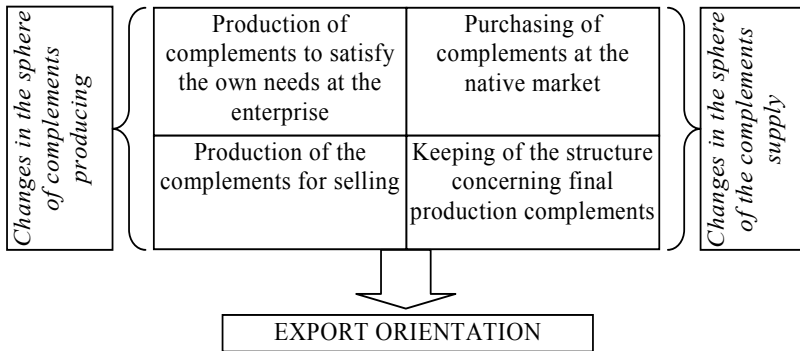 Changes in the sphere
of complements
producing
Production of
complements to satisfy
the own needs at the
enterprise
Purchasing of
complements at the
native market
Production of the
complements for selling
Keeping of the structure
concerning final
production complements
Changes in the sphere
of the complements
supply
EXPORT ORIENTATION